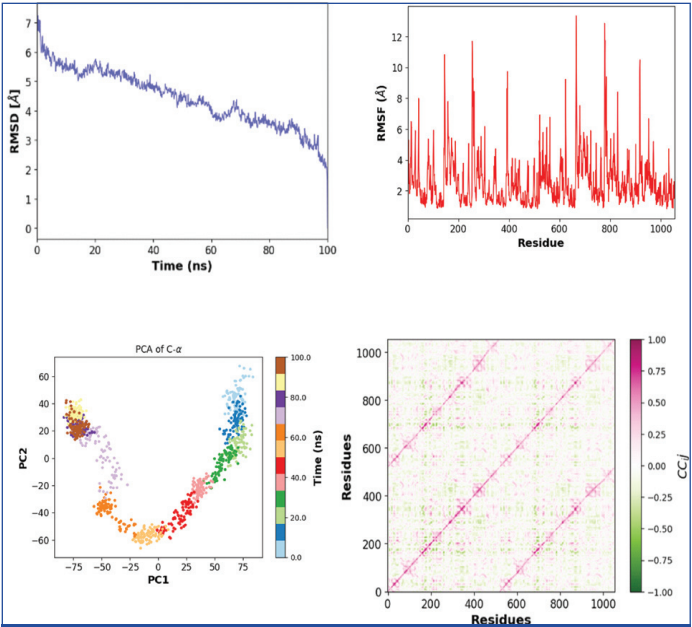 7
6
5
4
3
2
1
0
RMSD [Å]
0 20 40 60 80 100
Time (ns)
12
10
8
6
4
2
RMSF (Å)
0 200 400 600 800 1000
Residue
PCA of C-α
60
40
20
0
−20
−40
−60
PC2
−75 −50 −25 0 25 50 75
PC1
100.0
80.0
60.0
40.0
20.0
0.0
Time (ns)
1000
800
600
400
200
0
Residues
0 200 400 600 800 1000
Residues
1.00
0.75
0.50
0.25
0.00
−0.25
−0.50
−0.75
−1.00
CCij